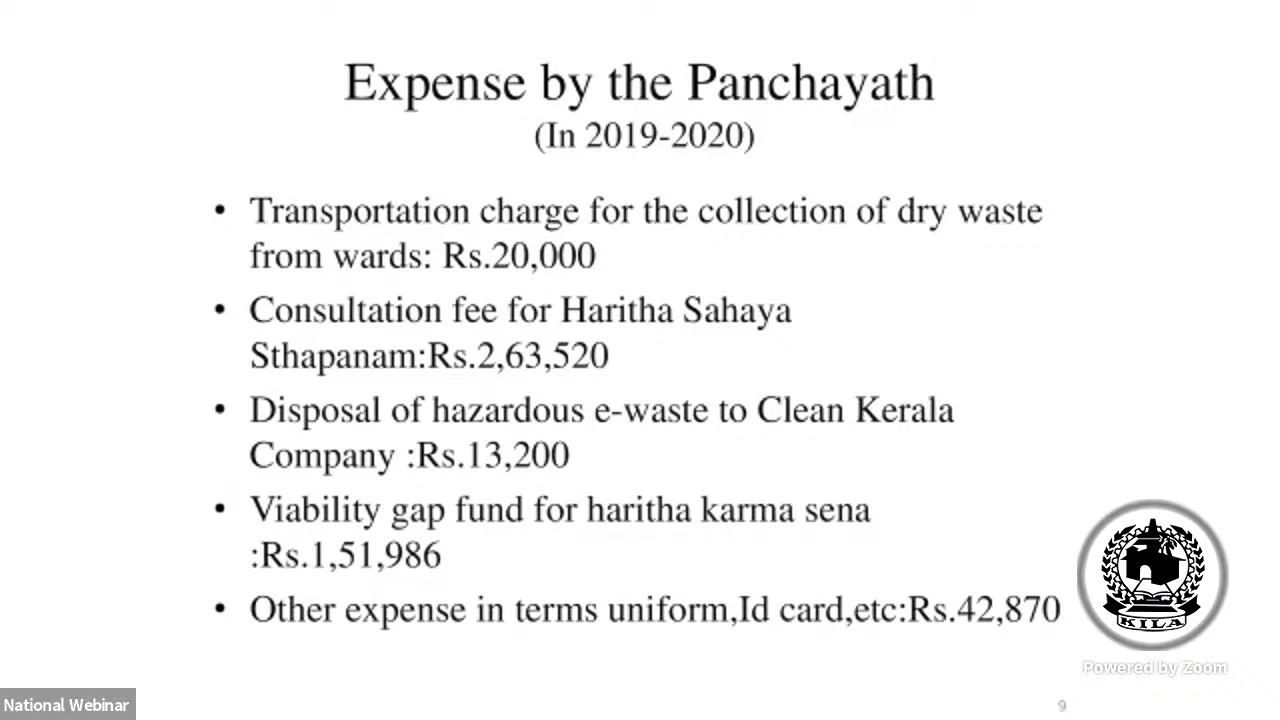 Expense by the Panchayath
(In 2019-2020)
• Transportation charge for the collection of dry waste
from wards: Rs.20,000
• Consultation fee for Haritha Sahaya
Sthapanam:Rs.2,63,520
• Disposal of hazardous e-waste to Clean Kerala
Company :Rs.13,200
• Viability gap fund for haritha karma sena
:Rs.1,51,986
• Other expense in terms uniform,Id card,etc:Rs.42,870
KILA
Powered by Zoom
National Webinar
9